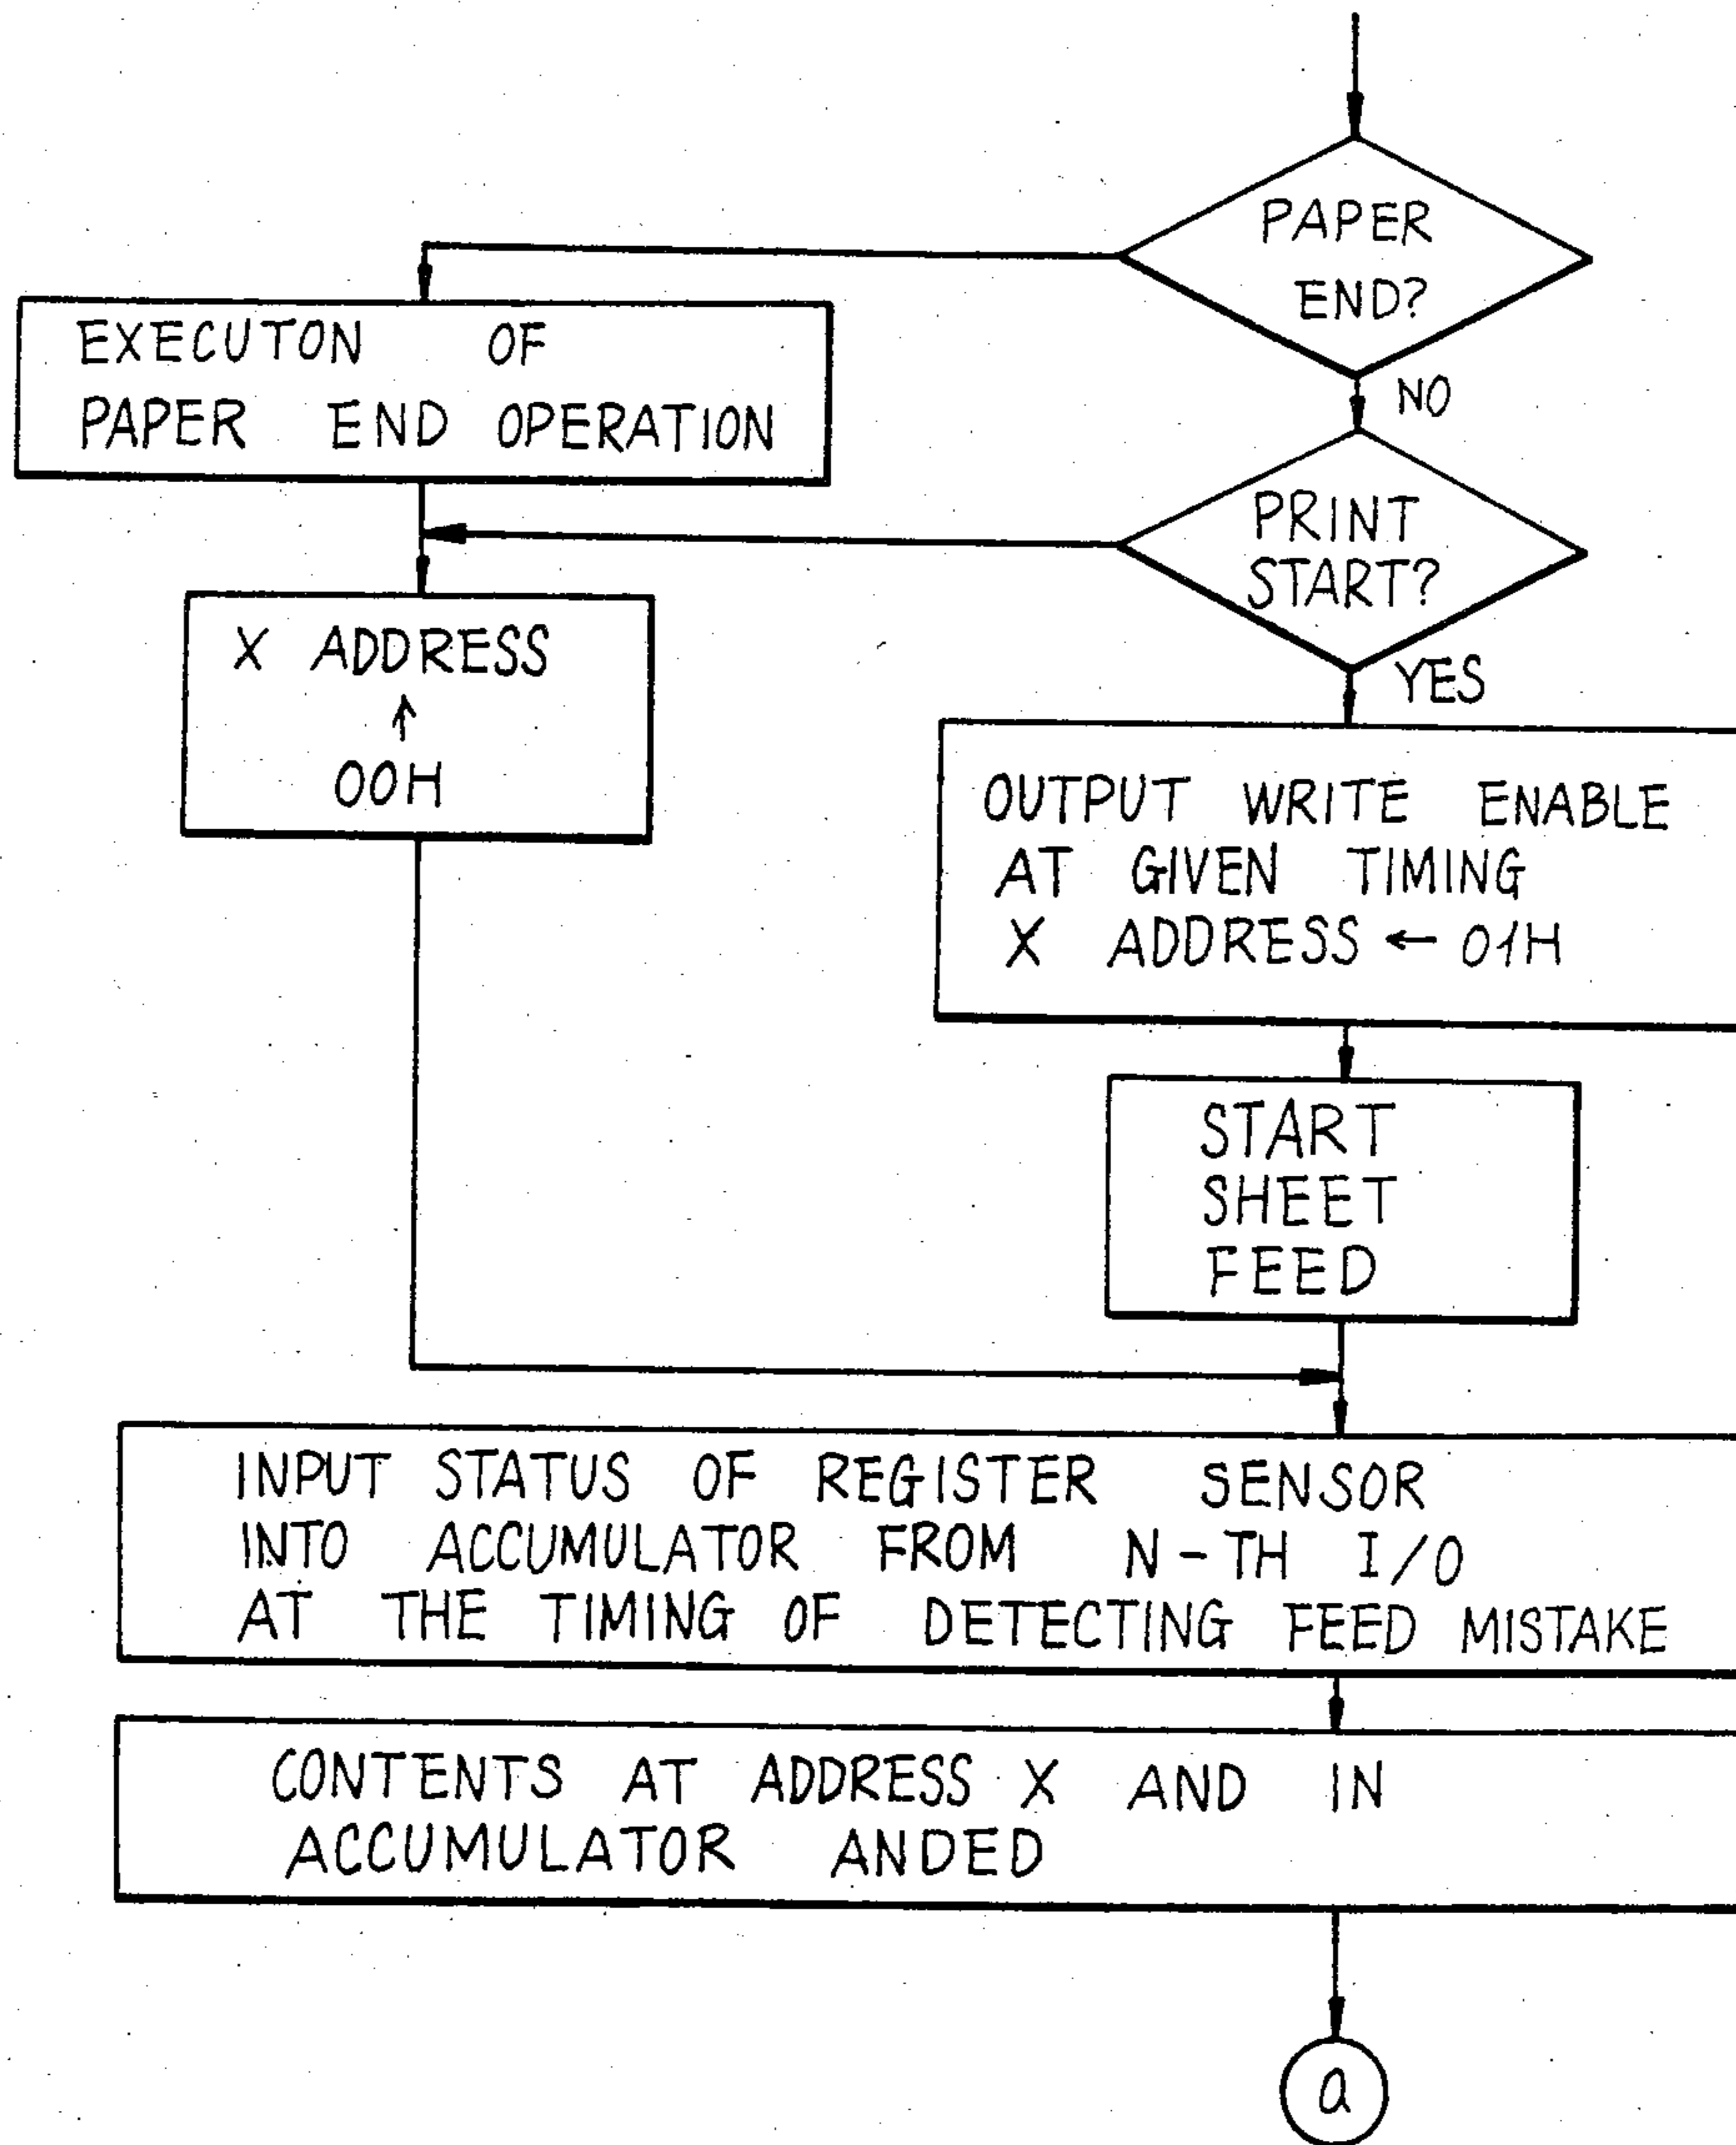 PAPER
END?
NO
EXECUTON OF
PAPER END OPERATION
PRINT
START?
YES
X ADDRESS
↑
00H
OUTPUT WRITE ENABLE
AT GIVEN TIMING
X ADDRESS ← 01H
START
SHEET
FEED
INPUT STATUS OF REGISTER SENSOR
INTO ACCUMULATOR FROM N-TH I/O
AT THE TIMING OF DETECTING FEED MISTAKE
CONTENTS AT ADDRESS X AND IN
ACCUMULATOR ANDED
a